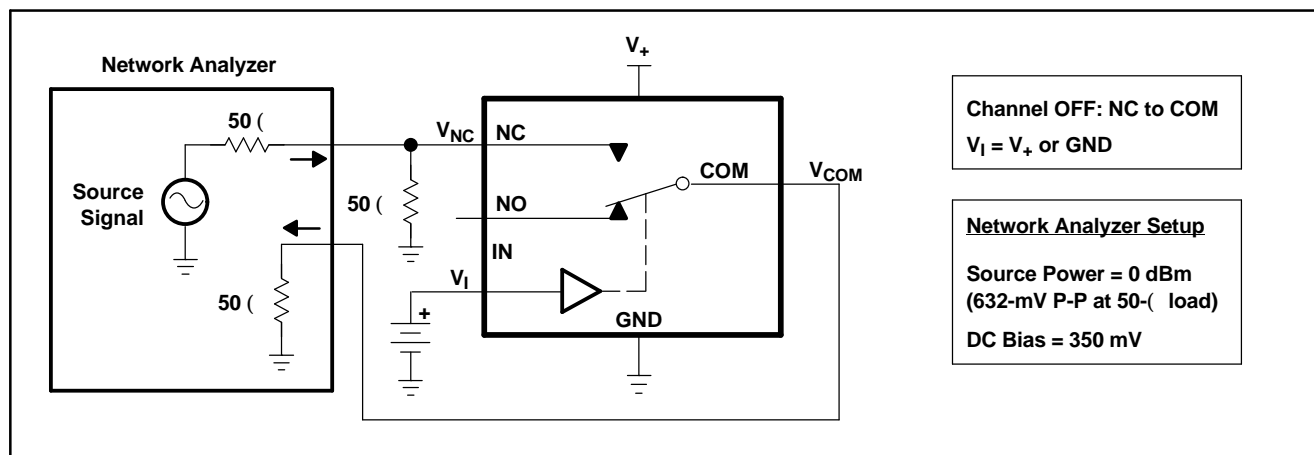 Network Analyzer
50 (
Source
Signal
50 (
50 (
V+
VNC
NC
NO
IN
VI
+
GND
COM
VCOM
Channel OFF: NC to COM
VI = V+ or GND
Network Analyzer Setup
Source Power = 0 dBm
(632-mV P-P at 50-( load)
DC Bias = 350 mV